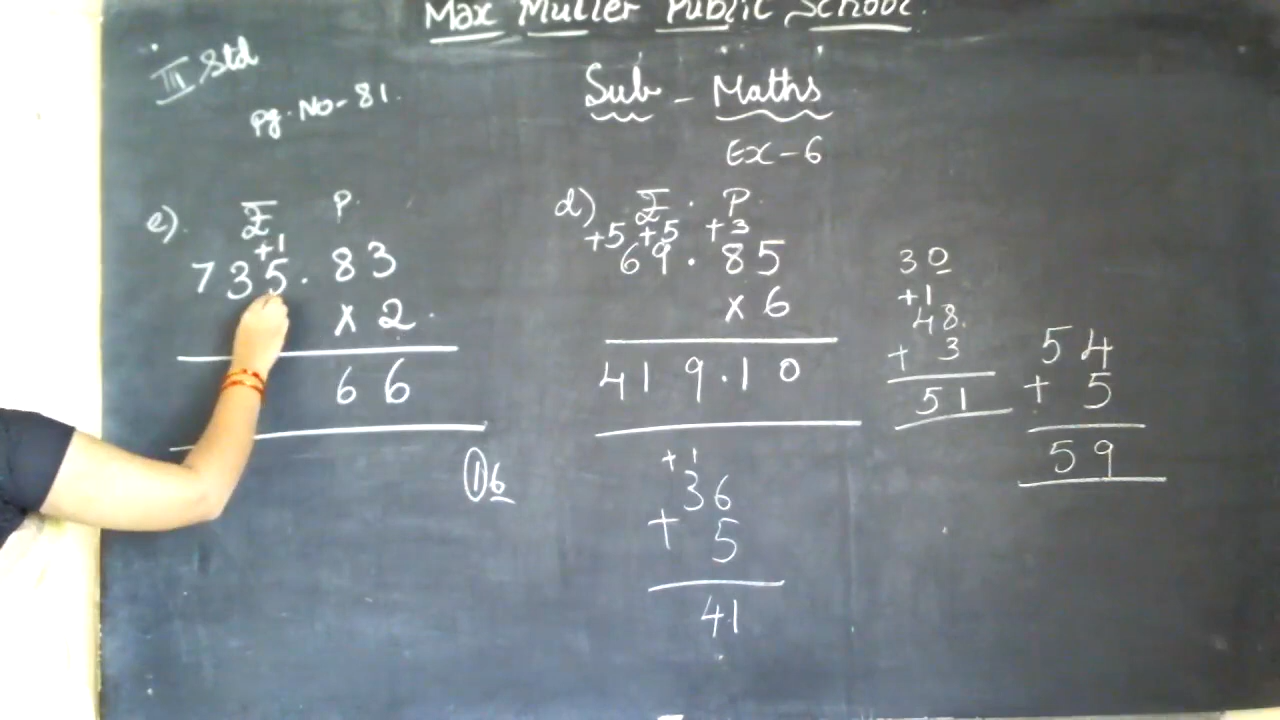 Max Muller Public School.
III Std
Pg. No - 81.
Sub - Maths
Ex - 6
e). ₹ P.
+1
735.83
x 2.
66
16
d) ₹. P.
+5 +5 +3
69.85
x 6
419.10
+1
36
+ 5
41
30
+1
48.
+ 3
51
54
+ 5
59